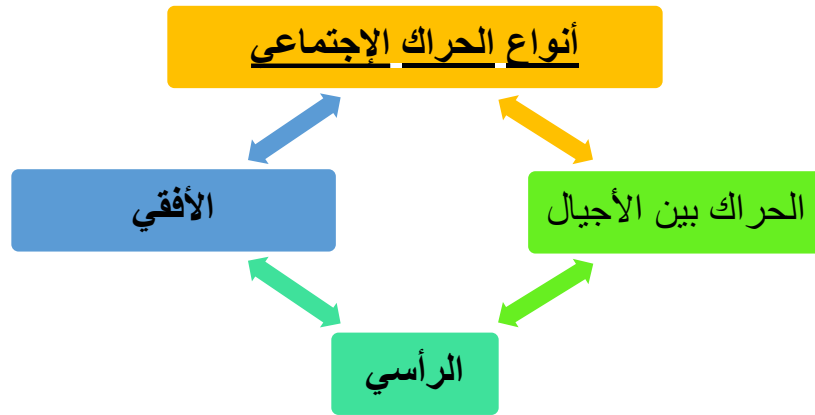 أنواع الحراك الإجتماعي
الحراك بين الأجيال
الأفقي
الرأسي